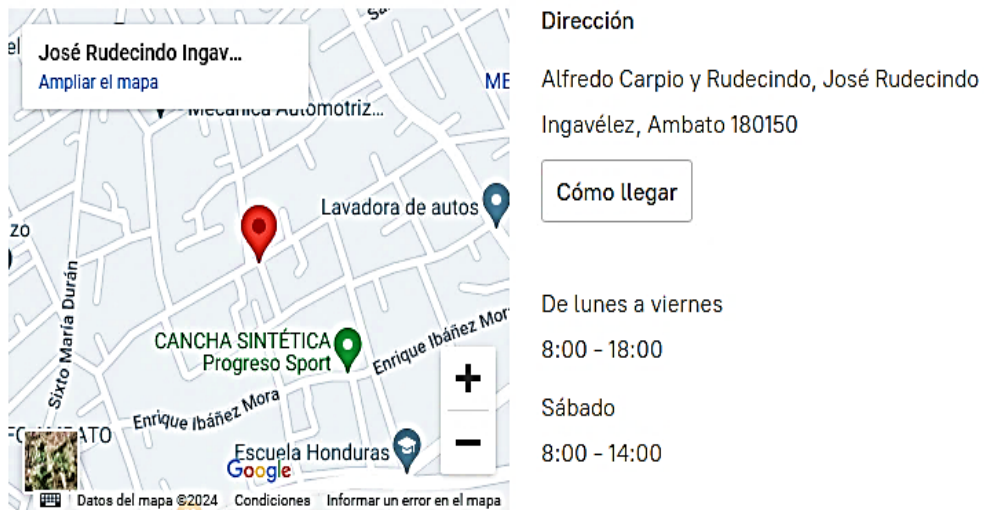 José Rudecindo Ingav...
Ampliar el mapa
Mecánica Automotriz...
ME
Lavadora de autos
zo
Sixto María Durán
CANCHA SINTÉTICA
Progreso Sport
Enrique Ibáñez Mor
Enrique Ibáñez Mora
Escuela Honduras
Google
Datos del mapa ©2024 Condiciones Informar un error en el mapa
+
−
Dirección
Alfredo Carpio y Rudecindo, José Rudecindo
Ingavélez, Ambato 180150
Cómo llegar
De lunes a viernes
8:00 - 18:00
Sábado
8:00 - 14:00